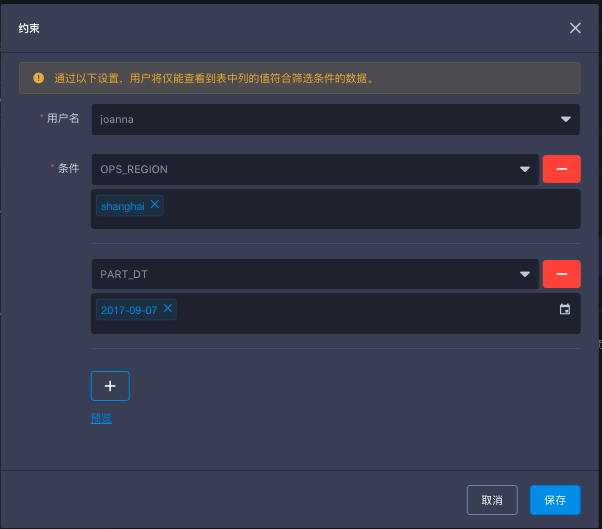 约束
通过以下设置，用户将仅能查看到表中列的值符合筛选条件的数据。
* 用户名
joanna
* 条件
OPS_REGION
shanghai
PART_DT
2017-09-07
预览
取消
保存